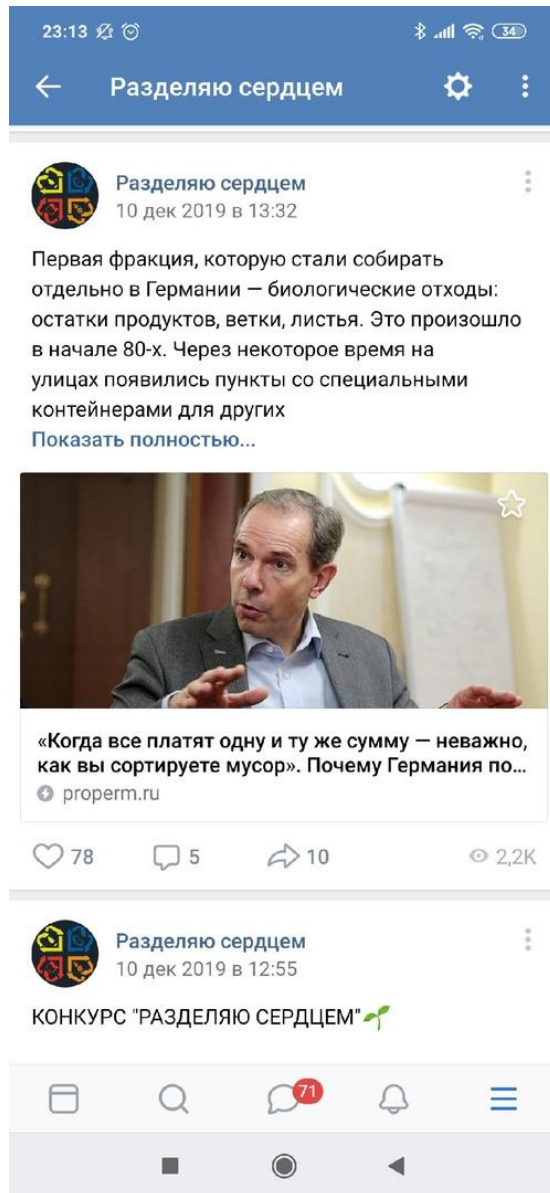 23:13
34
Разделяю сердцем
Разделяю сердцем
10 дек 2019 в 13:32
Первая фракция, которую стали собирать
отдельно в Германии — биологические отходы:
остатки продуктов, ветки, листья. Это произошло
в начале 80-х. Через некоторое время на
улицах появились пункты со специальными
контейнерами для других
Показать полностью...
«Когда все платят одну и ту же сумму — неважно,
как вы сортируете мусор». Почему Германия по...
properm.ru
78 5 10 2,2K
Разделяю сердцем
10 дек 2019 в 12:55
КОНКУРС "РАЗДЕЛЯЮ СЕРДЦЕМ"🌱
71